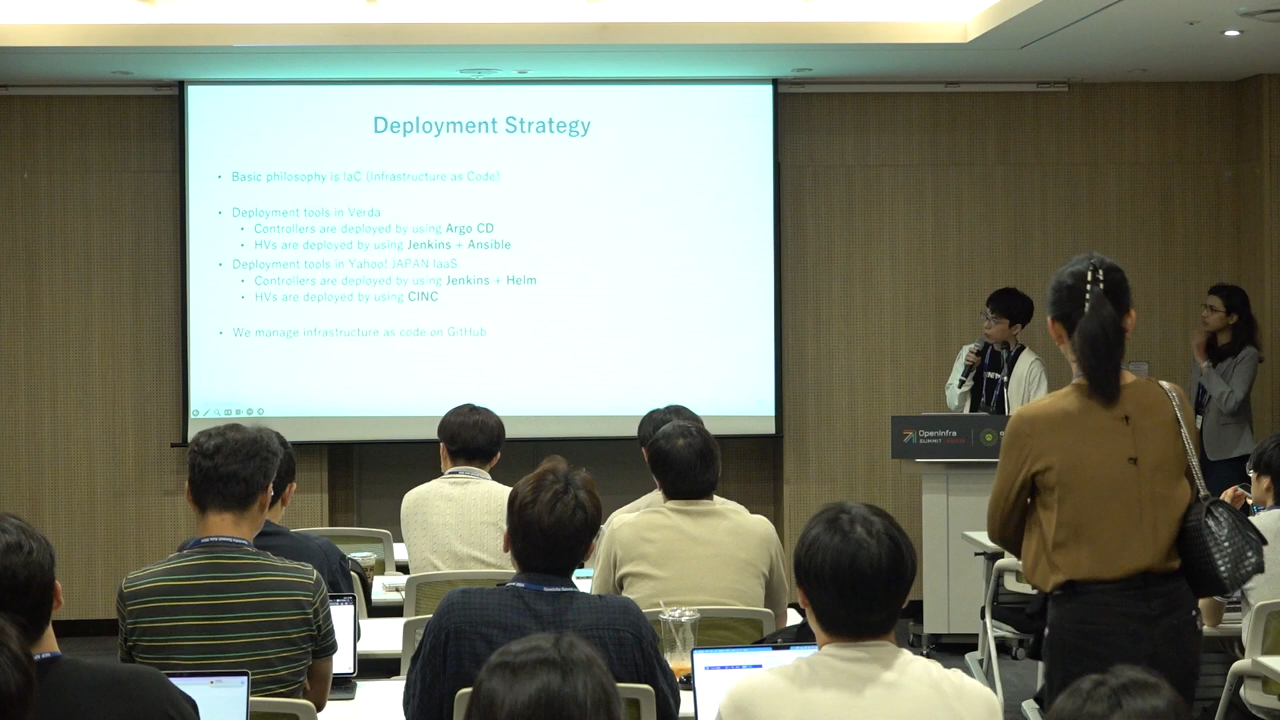 Deployment Strategy
• Basic philosophy is IaC (Infrastructure as Code)
• Deployment tools in Verda
• Controllers are deployed by using Argo CD
• HVs are deployed by using Jenkins + Ansible
• Deployment tools in Yahoo! JAPAN IaaS
• Controllers are deployed by using Jenkins + Helm
• HVs are deployed by using CINC
• We manage infrastructure as code on GitHub
OpenInfra
SUMMIT